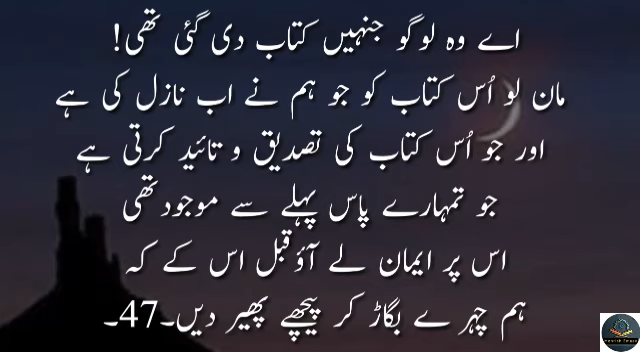 اے وہ لوگو جنہیں کتاب دی گئی تھی!
مان لو اُس کتاب کو جو ہم نے اب نازل کی ہے
اور جو اُس کتاب کی تصدیق و تائید کرتی ہے
جو تمہارے پاس پہلے سے موجود تھی
اس پر ایمان لے آؤ قبل اس کے کہ
ہم چہرے بگاڑ کر پیچھے پھیر دیں۔47۔